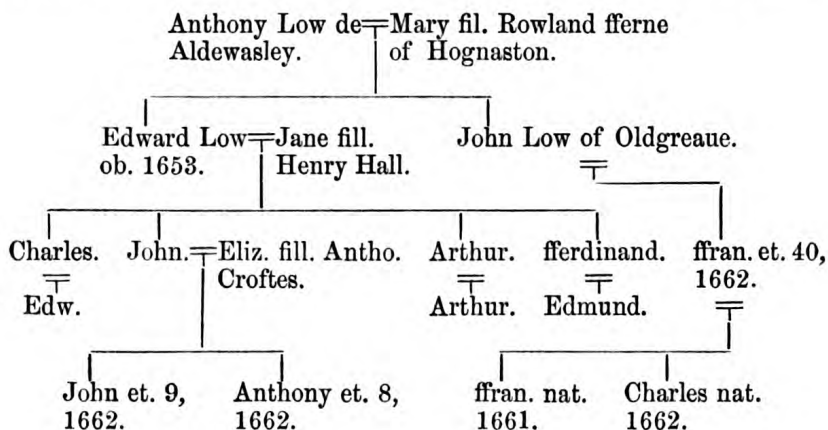 Anthony Low de Mary fil. Rowland fferne
Aldewasley. of Hognaston.
Edward Low Jane fill. John Low of Oldgreaue.
ob. 1653. Henry Hall.
Charles. John. Eliz. fill. Antho. Arthur. fferdinand. ffran. et. 40,
Croftes. 1662.
Edw. Arthur. Edmund.
John et. 9, Anthony et. 8, ffran. nat. Charles nat.
1662. 1662. 1661. 1662.